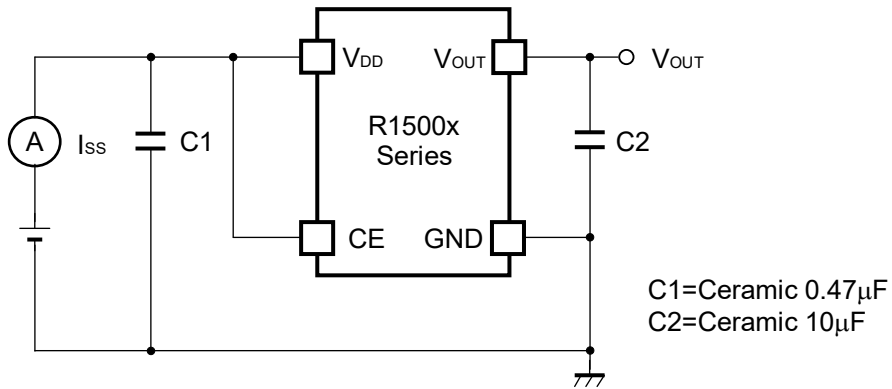 VDD
VOUT
VOUT
R1500x
Series
A
ISS
C1
C2
CE
GND
C1=Ceramic 0.47μF
C2=Ceramic 10μF